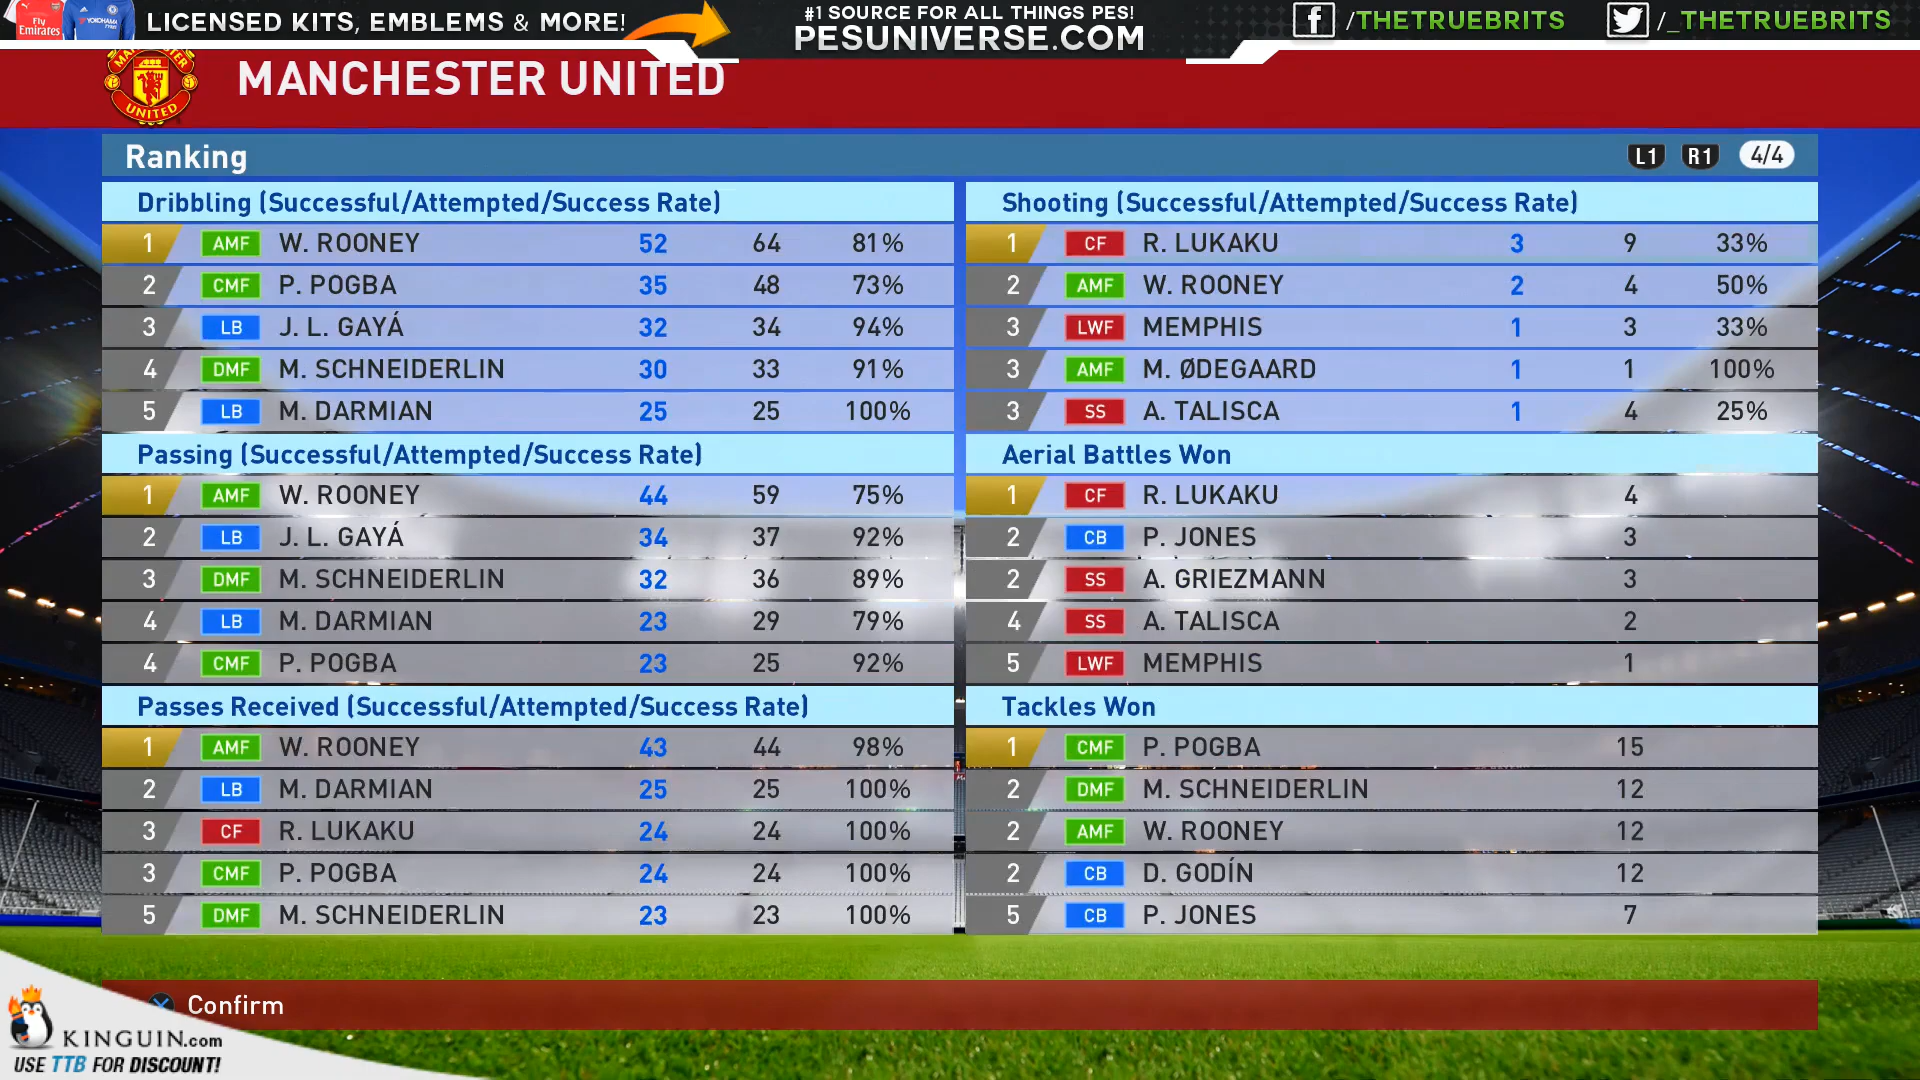 Fly
Emirates
YOKOHAMA
TYRES
LICENSED KITS, EMBLEMS & MORE!
#1 SOURCE FOR ALL THINGS PES!
PESUNIVERSE.COM
/THETRUEBRITS
/_THETRUEBRITS
MANCHESTER
UNITED
MANCHESTER UNITED
Ranking
L1 R1 4/4
Dribbling (Successful/Attempted/Success Rate)
1 AMF W. ROONEY 52 64 81%
2 CMF P. POGBA 35 48 73%
3 LB J. L. GAYÁ 32 34 94%
4 DMF M. SCHNEIDERLIN 30 33 91%
5 LB M. DARMIAN 25 25 100%
Passing (Successful/Attempted/Success Rate)
1 AMF W. ROONEY 44 59 75%
2 LB J. L. GAYÁ 34 37 92%
3 DMF M. SCHNEIDERLIN 32 36 89%
4 LB M. DARMIAN 23 29 79%
4 CMF P. POGBA 23 25 92%
Passes Received (Successful/Attempted/Success Rate)
1 AMF W. ROONEY 43 44 98%
2 LB M. DARMIAN 25 25 100%
3 CF R. LUKAKU 24 24 100%
3 CMF P. POGBA 24 24 100%
5 DMF M. SCHNEIDERLIN 23 23 100%
Shooting (Successful/Attempted/Success Rate)
1 CF R. LUKAKU 3 9 33%
2 AMF W. ROONEY 2 4 50%
3 LWF MEMPHIS 1 3 33%
3 AMF M. ØDEGAARD 1 1 100%
3 SS A. TALISCA 1 4 25%
Aerial Battles Won
1 CF R. LUKAKU 4
2 CB P. JONES 3
2 SS A. GRIEZMANN 3
4 SS A. TALISCA 2
5 LWF MEMPHIS 1
Tackles Won
1 CMF P. POGBA 15
2 DMF M. SCHNEIDERLIN 12
2 AMF W. ROONEY 12
2 CB D. GODÍN 12
5 CB P. JONES 7
Confirm
KINGUIN.com
USE TTB FOR DISCOUNT!